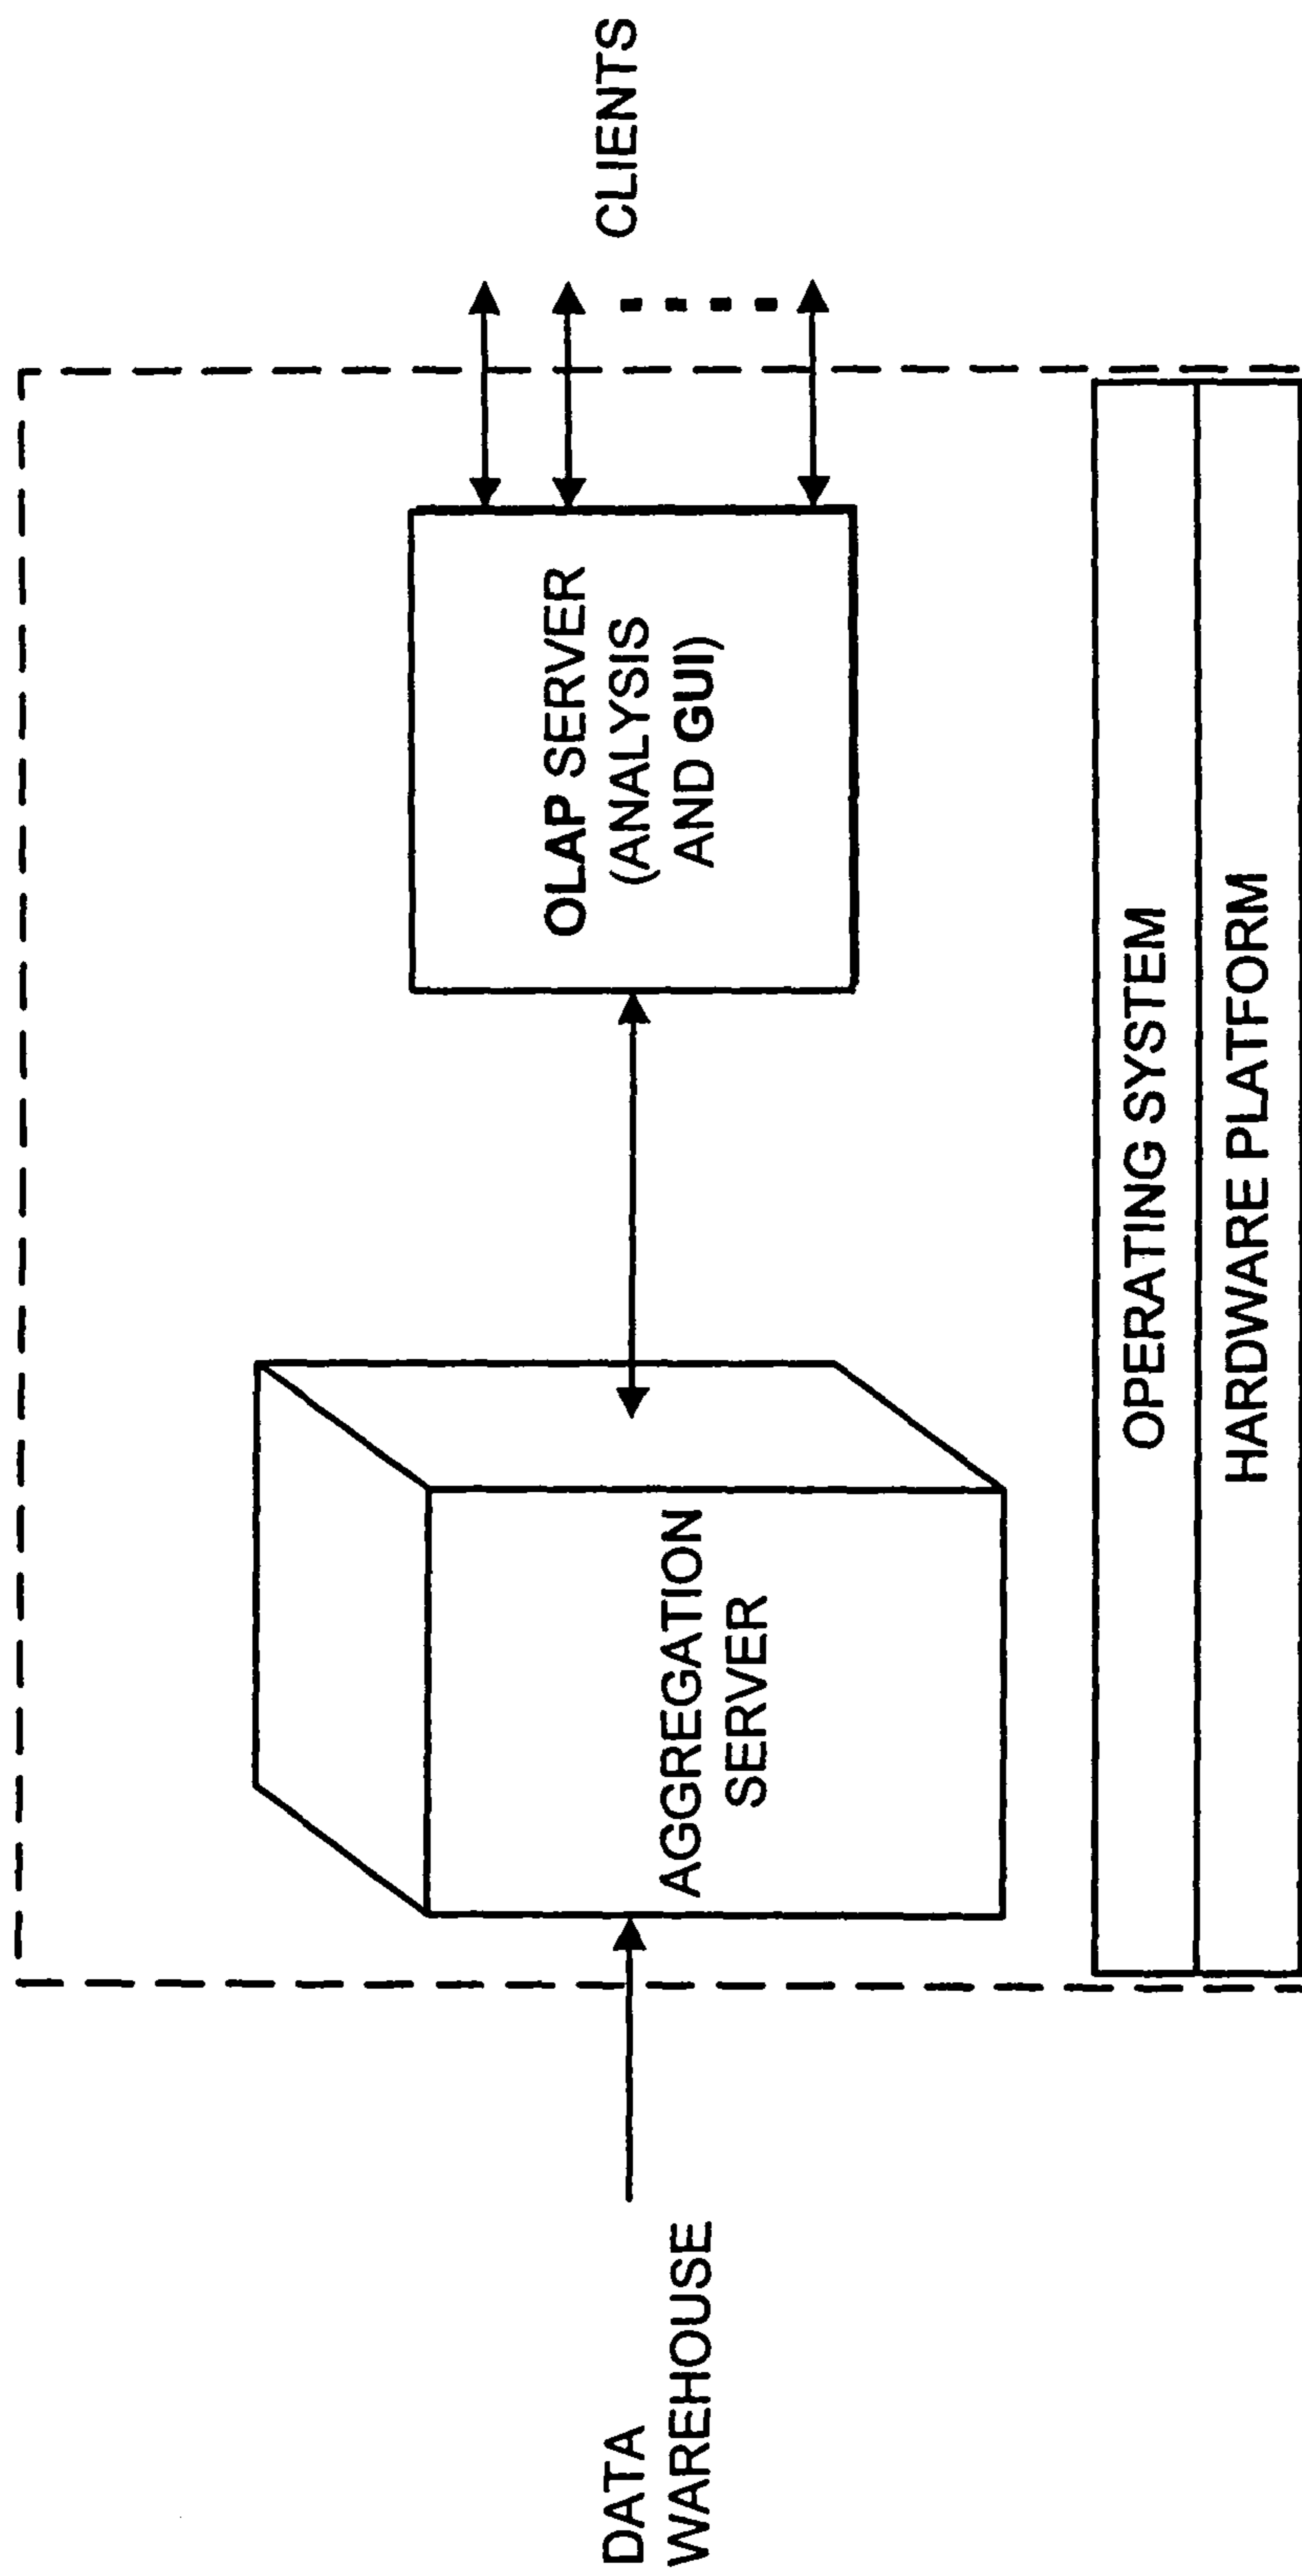 DATA
WAREHOUSE
AGGREGATION
SERVER
OLAP SERVER
(ANALYSIS
AND GUI)
CLIENTS
OPERATING SYSTEM
HARDWARE PLATFORM